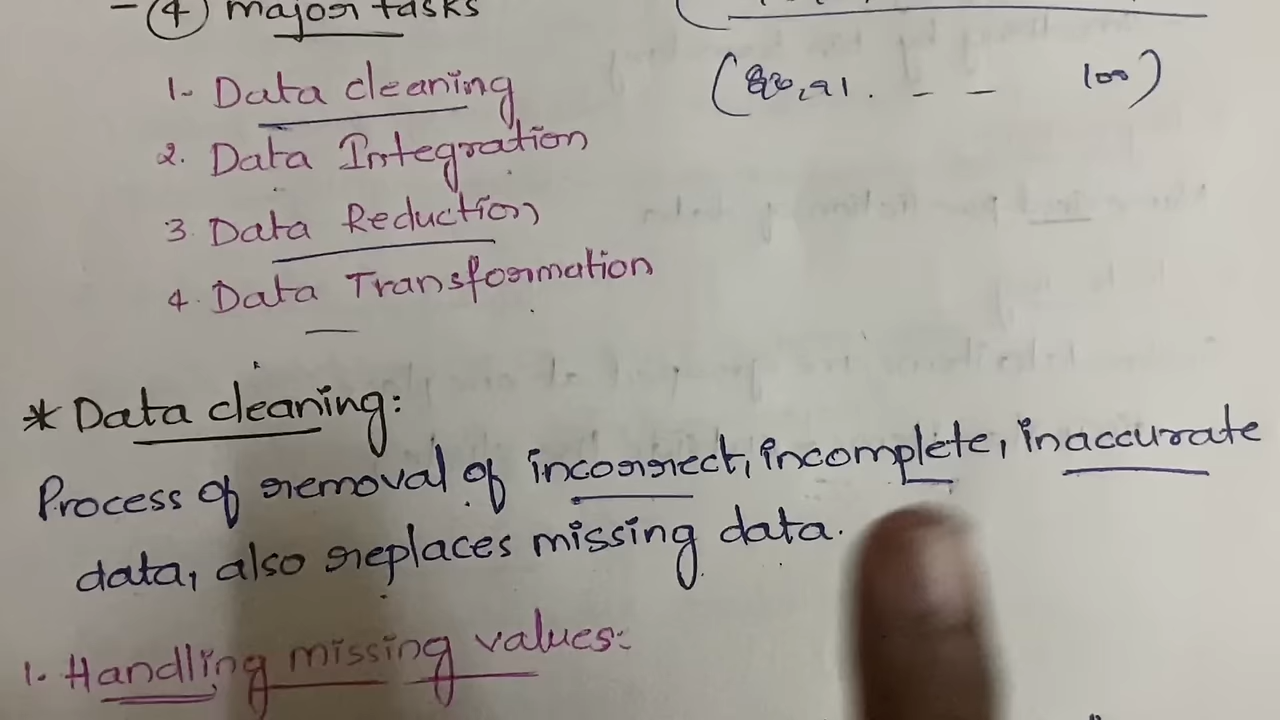 - 4 major tasks
1. Data cleaning
2. Data Integration
3. Data Reduction
4. Data Transformation
( , 91. - - 100)
* Data cleaning:
Process of removal of incorrect, incomplete, inaccurate
data, also replaces missing data.
1. Handling missing values: